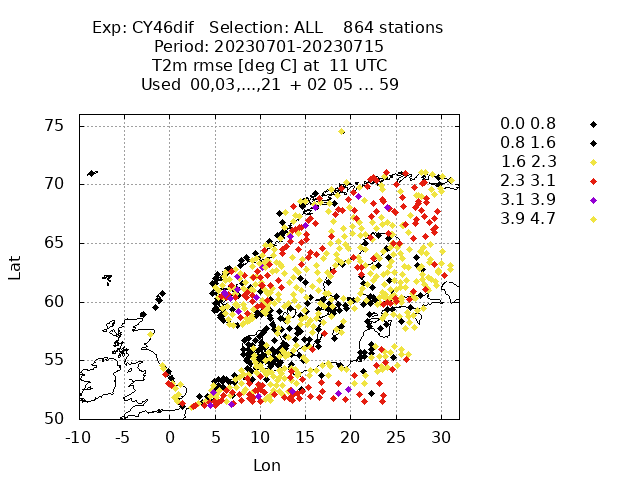 Exp: CY46dif   Selection: ALL    864 stations
Period: 20230701-20230715
T2m rmse [deg C] at  11 UTC
Used  00,03,...,21  + 02 05 ... 59
75
70
65
60
55
50
Lat
-10 -5 0 5 10 15 20 25 30
Lon
0.0 0.8
0.8 1.6
1.6 2.3
2.3 3.1
3.1 3.9
3.9 4.7